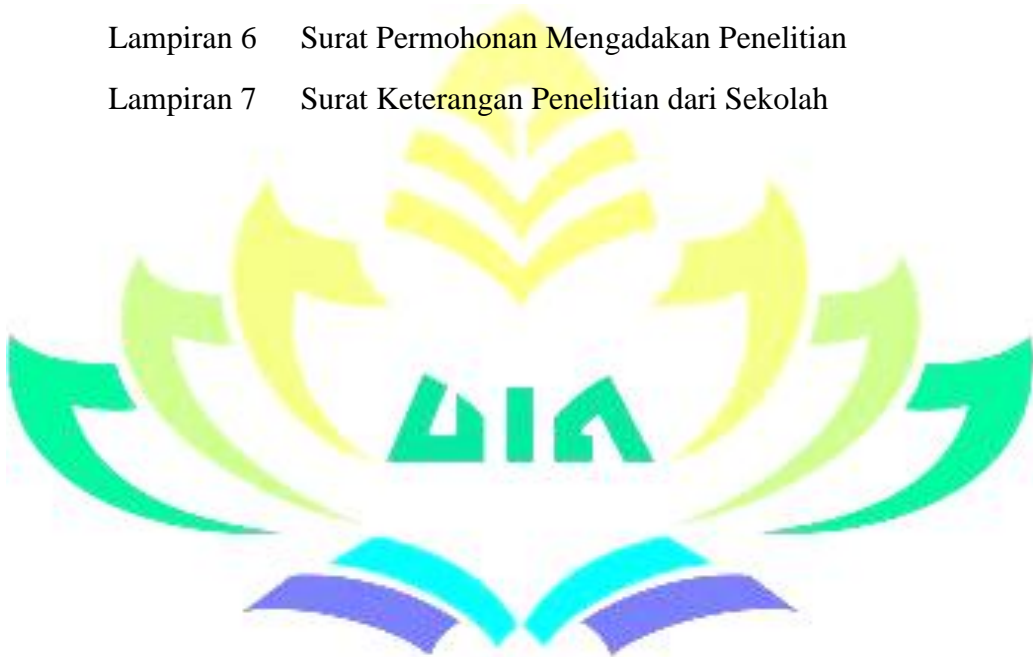 Lampiran 6 Surat Permohonan Mengadakan Penelitian
Lampiran 7 Surat Keterangan Penelitian dari Sekolah
UIN